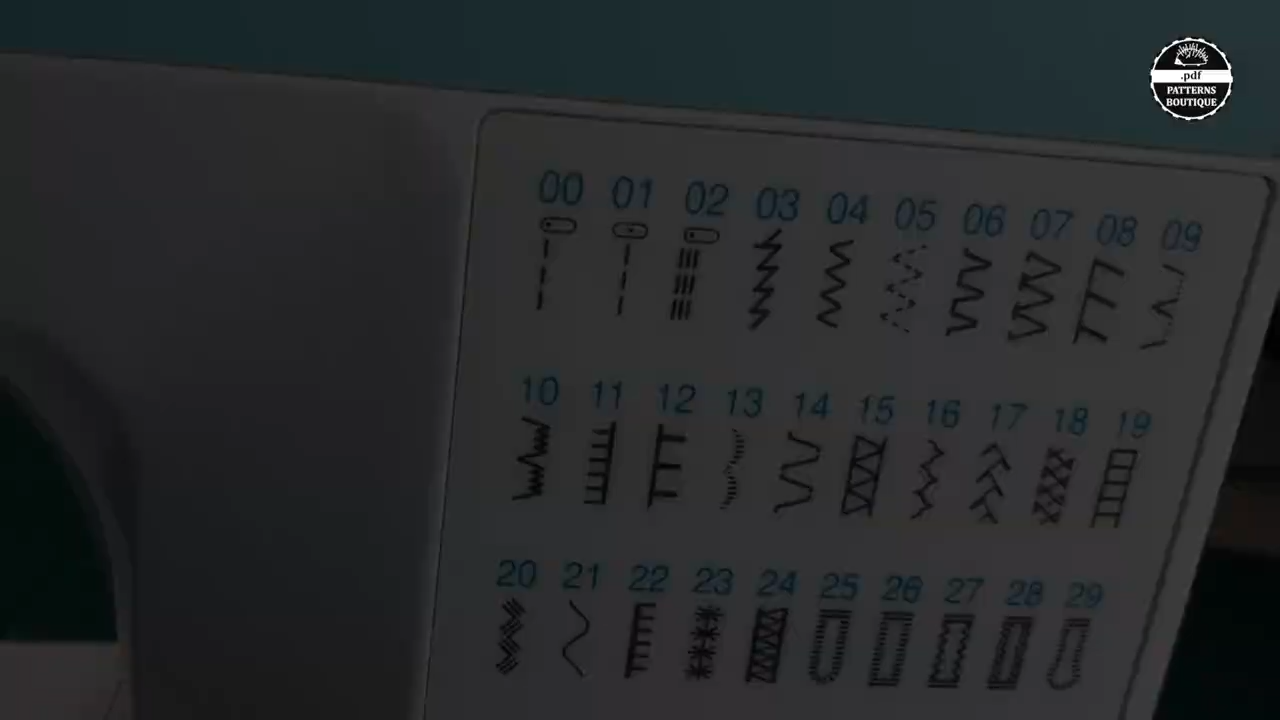 .pdf
PATTERNS
BOUTIQUE
00 01 02 03 04 05 06 07 08 09
10 11 12 13 14 15 16 17 18 19
20 21 22 23 24 25 26 27 28 29